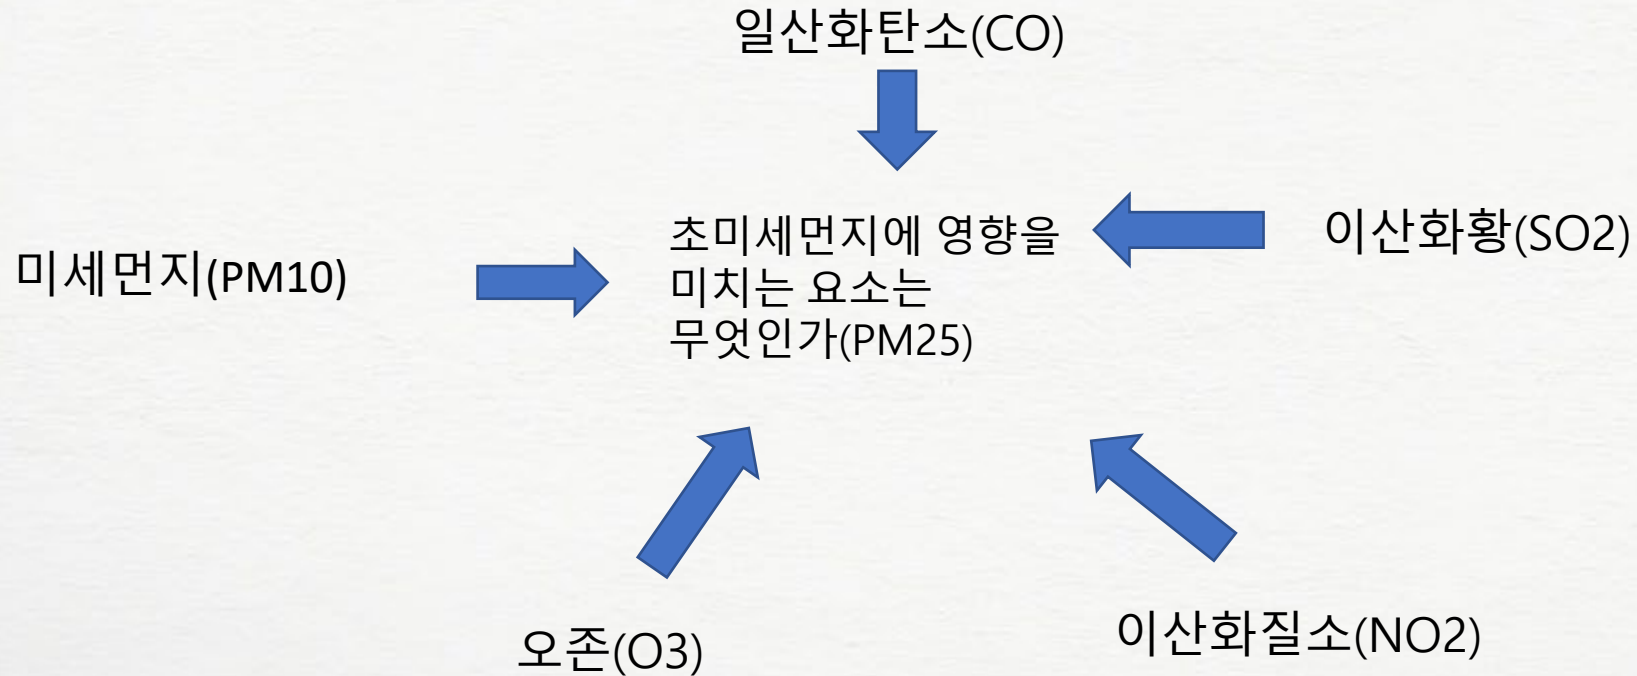 일산화탄소(CO)
초미세먼지에 영향을
미치는 요소는
무엇인가(PM25)
이산화황(SO2)
미세먼지(PM10)
오존(O3)
이산화질소(NO2)